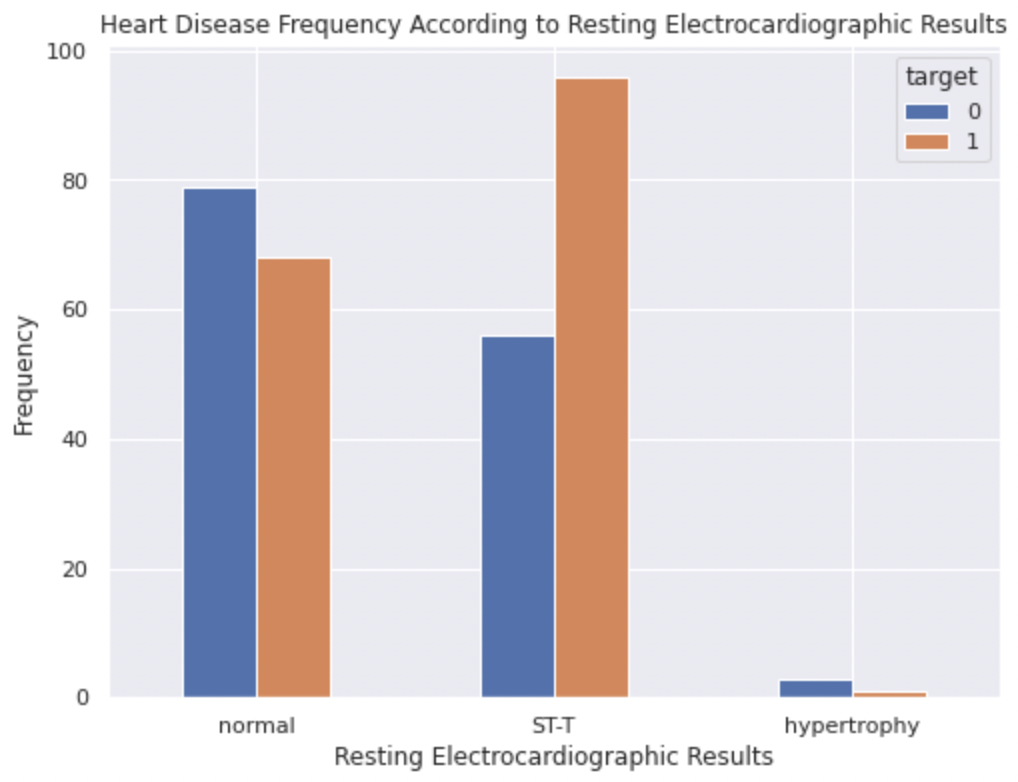 Heart Disease Frequency According to Resting Electrocardiographic Results
target
0
1
100
80
60
40
20
0
Frequency
normal ST-T hypertrophy
Resting Electrocardiographic Results